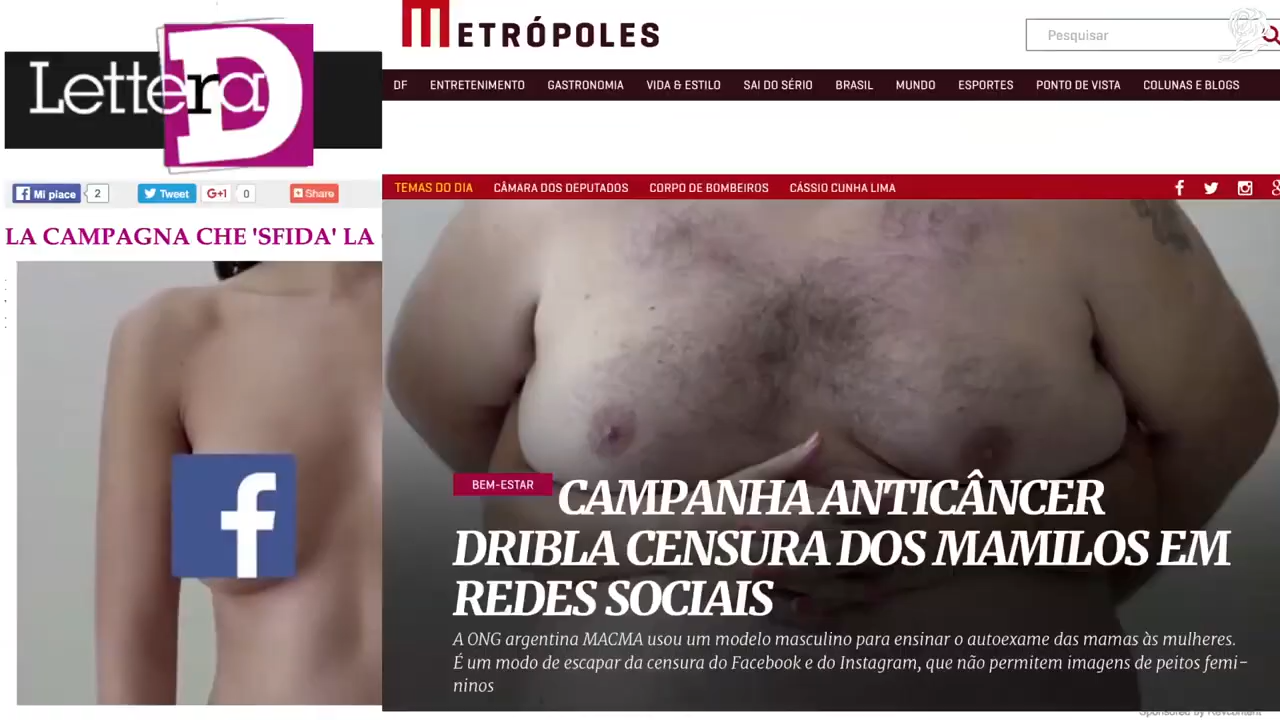 Lettera D
Mi piace 2 Tweet G+1 0 Share
LA CAMPAGNA CHE 'SFIDA' LA
f
METRÓPOLES
Pesquisar
DF ENTRETENIMENTO GASTRONOMIA VIDA & ESTILO SAI DO SÉRIO BRASIL MUNDO ESPORTES PONTO DE VISTA COLUNAS E BLOGS
TEMAS DO DIA CÂMARA DOS DEPUTADOS CORPO DE BOMBEIROS CÁSSIO CUNHA LIMA
BEM-ESTAR CAMPANHA ANTICÂNCER
DRIBLA CENSURA DOS MAMILOS EM
REDES SOCIAIS
A ONG argentina MACMA usou um modelo masculino para ensinar o autoexame das mamas às mulheres.
É um modo de escapar da censura do Facebook e do Instagram, que não permitem imagens de peitos femi-
ninos
Sponsored by Revcontent